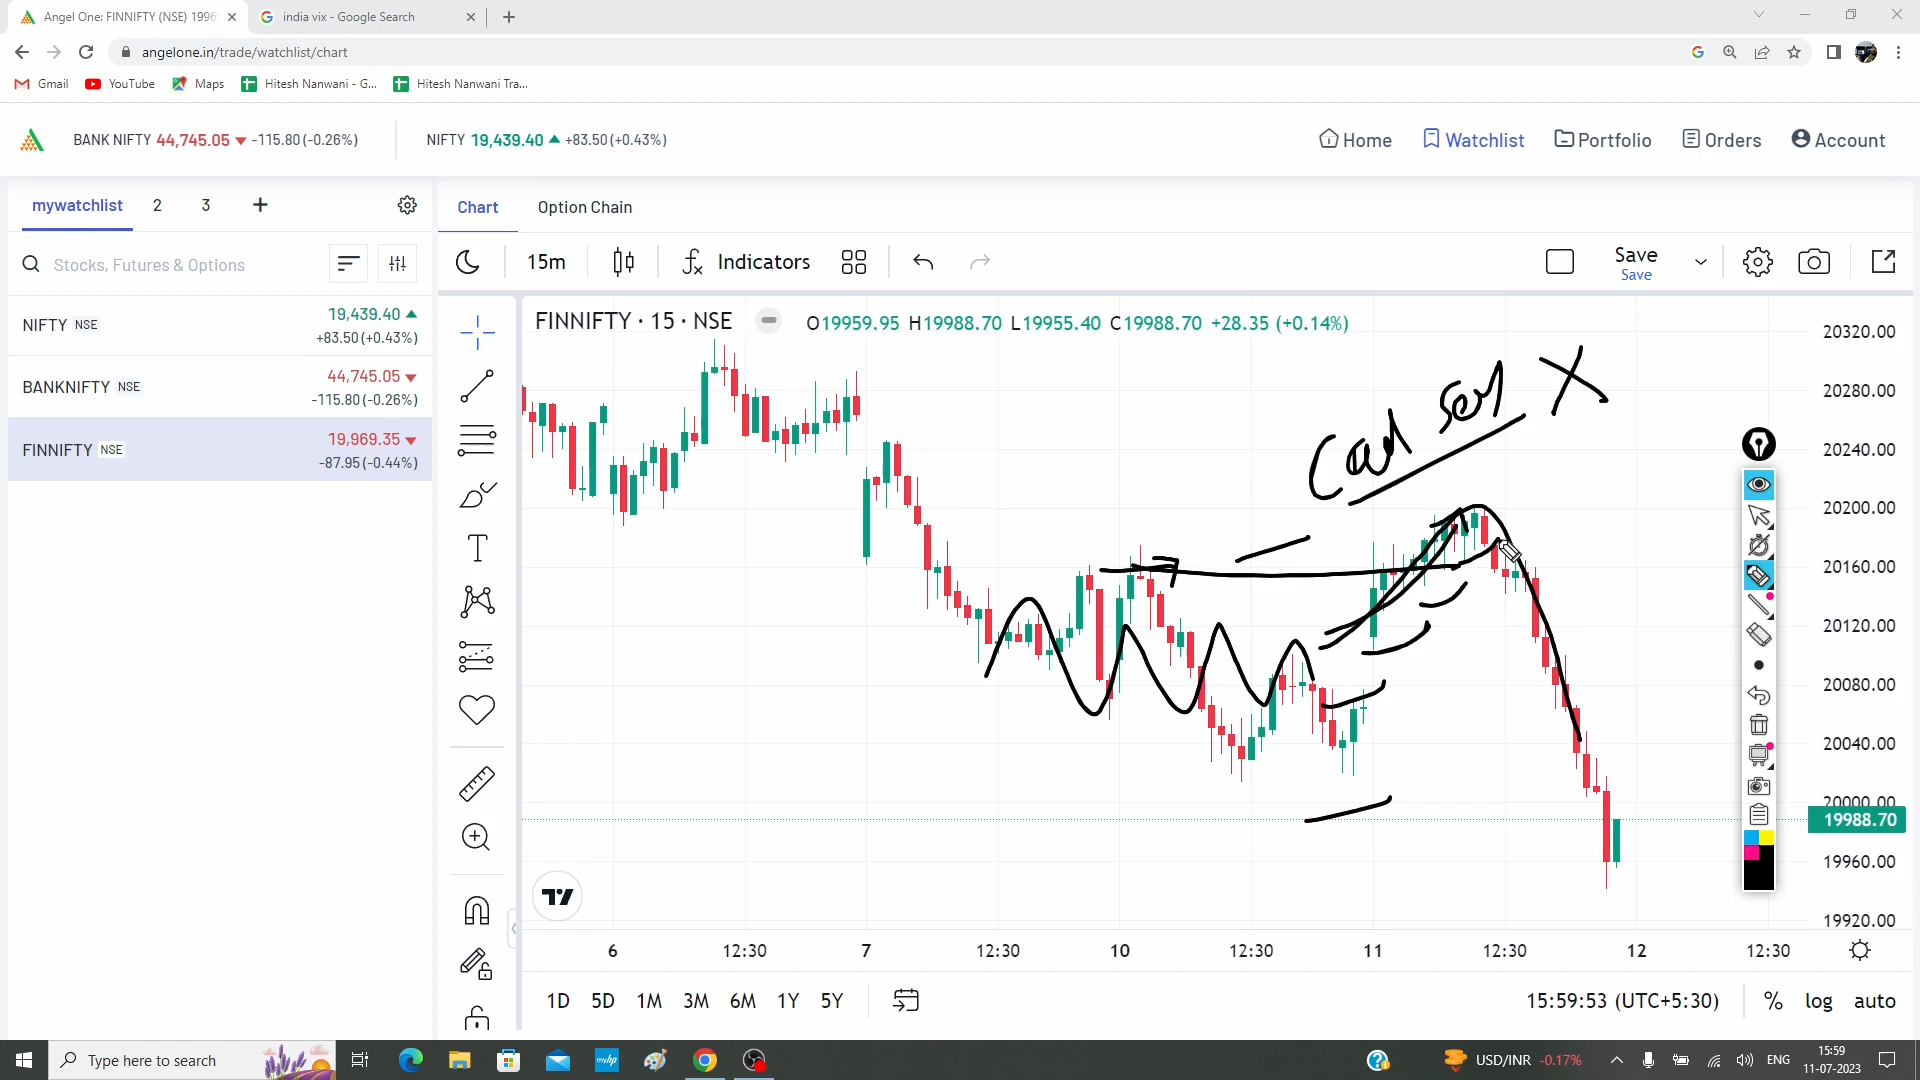 Angel One: FINNIFTY (NSE) 1996
india vix - Google Search
angelone.in/trade/watchlist/chart
Gmail
YouTube
Maps
Hitesh Nanwani - G...
Hitesh Nanwani Tra...
BANK NIFTY 44,745.05 -115.80 (-0.26%)
NIFTY 19,439.40 +83.50 (+0.43%)
Home
Watchlist
Portfolio
Orders
Account
mywatchlist
2
3
Stocks, Futures & Options
NIFTY NSE
19,439.40
+83.50 (+0.43%)
BANKNIFTY NSE
44,745.05
-115.80 (-0.26%)
FINNIFTY NSE
19,969.35
-87.95 (-0.44%)
Chart
Option Chain
15m
Indicators
Save
Save
FINNIFTY · 15 · NSE
O19959.95 H19988.70 L19955.40 C19988.70 +28.35 (+0.14%)
X
20320.00
20280.00
20240.00
20200.00
20160.00
20120.00
20080.00
20040.00
20000.00
19988.70
19960.00
19920.00
6
12:30
7
12:30
10
12:30
11
12:30
12
12:30
1D
5D
1M
3M
6M
1Y
5Y
15:59:53 (UTC+5:30)
%
log
auto
Type here to search
myhp
USD/INR -0.17%
ENG
15:59
11-07-2023